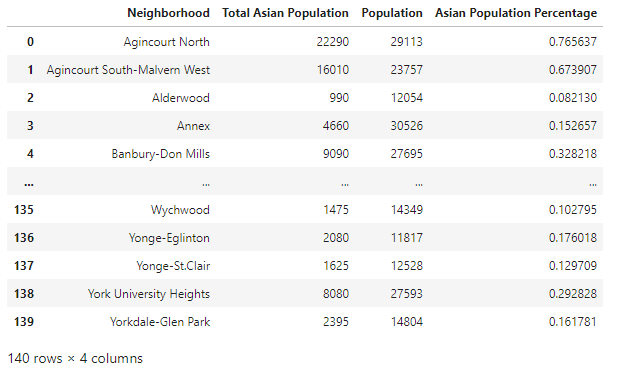 Neighborhood Total Asian Population Population Asian Population Percentage
0 Agincourt North 22290 29113 0.765637
1 Agincourt South-Malvern West 16010 23757 0.673907
2 Alderwood 990 12054 0.082130
3 Annex 4660 30526 0.152657
4 Banbury-Don Mills 9090 27695 0.328218
... ... ... ... ...
135 Wychwood 1475 14349 0.102795
136 Yonge-Eglinton 2080 11817 0.176018
137 Yonge-St.Clair 1625 12528 0.129709
138 York University Heights 8080 27593 0.292828
139 Yorkdale-Glen Park 2395 14804 0.161781
140 rows × 4 columns